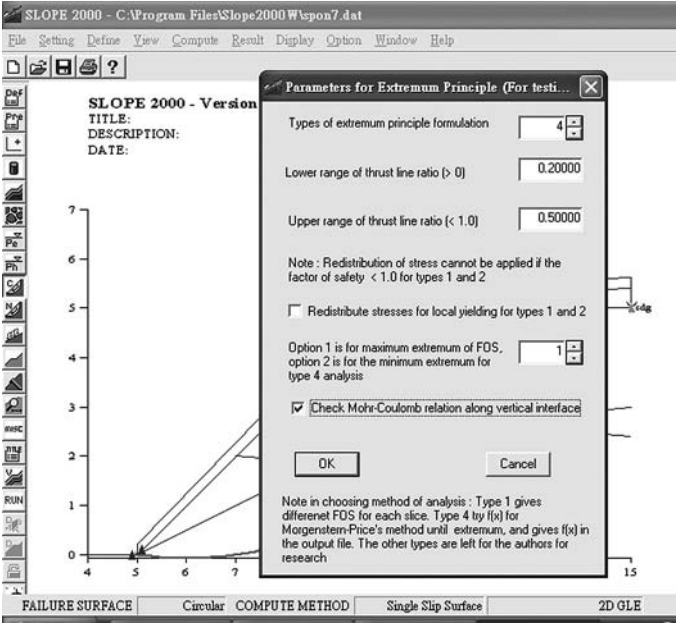 SLOPE 2000 - C:\Program Files\Slope2000W\spon7.dat
File Setting Define View Compute Result Display Option Window Help
SLOPE 2000 - Version
TITLE:
DESCRIPTION:
DATE:
Parameters for Extremum Principle (For testi...
Types of extremum principle formulation 4
Lower range of thrust line ratio (> 0) 0.20000
Upper range of thrust line ratio (< 1.0) 0.50000
Note : Redistribution of stress cannot be applied if the
factor of safety < 1.0 for types 1 and 2
Redistribute stresses for local yielding for types 1 and 2
Option 1 is for maximum extremum of FOS,
option 2 is for the minimum extremum for
type 4 analysis
1
Check Mohr-Coulomb relation along vertical interface
OK Cancel
Note in choosing method of analysis : Type 1 gives
differenet FOS for each slice. Type 4 try f(x) for
Morgenstern-Price's method until extremum, and gives f(x) in
the output file. The other types are left for the authors for
research
7
6
5
4
3
2
1
0
4 5 6 7 15
Def
Pre
Pe
Ph
C
N
misc
RUN
FAILURE SURFACE Circular COMPUTE METHOD Single Slip Surface 2D GLE